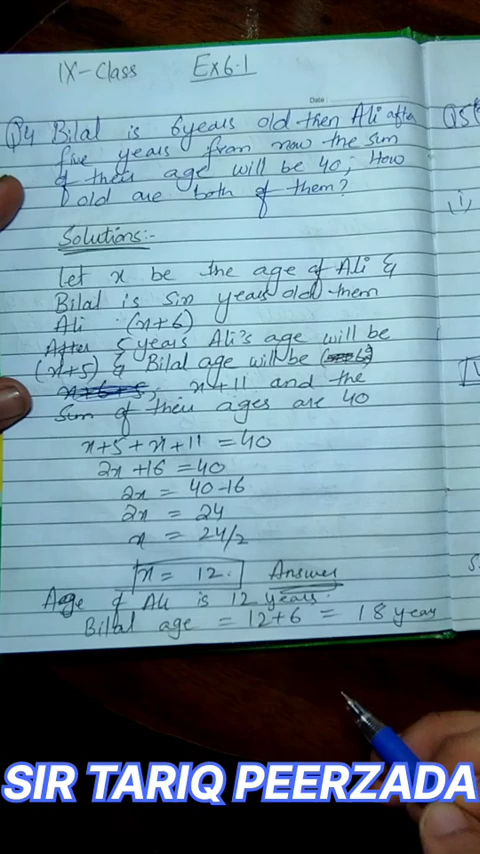 IX-Class Ex6.1
Date:
Q4 Bilal is 6years old then Ali after
five years from now the sum
of their age will be 40, How
old are both of them?
Solutions:-
Let x be the age of Ali &
Bilal is six years old them
Ali (x+6)
After 5 years Ali's age will be
(x+5) & Bilal age will be
x+6+5, x+11 and the
sum of their ages are 40
x+5+x+11 = 40
2x+16 = 40
2x = 40-16
2x = 24
x = 24/2
x = 12. Answer
Age of Ali is 12 years.
Bilal age = 12+6 = 18 year
Q5
(i)
SIR TARIQ PEERZADA